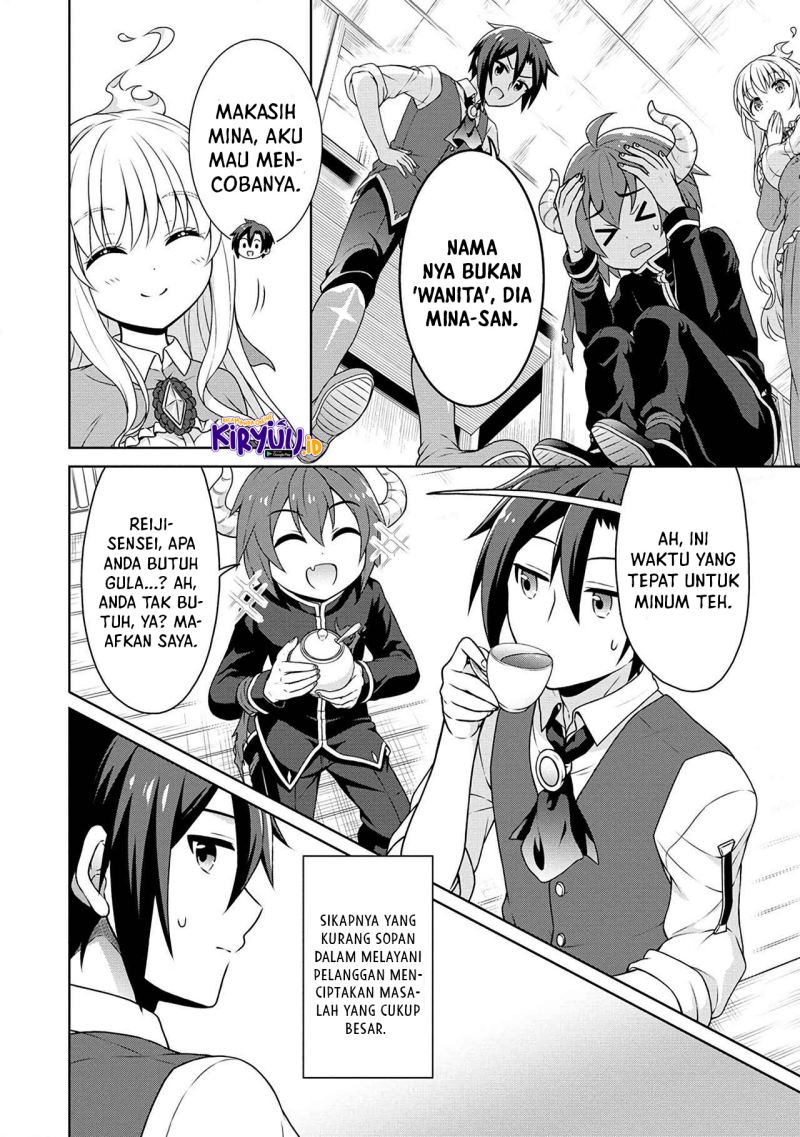 NAMA
NYA BUKAN
'WANITA', DIA
MINA-SAN.
MAKASIH
MINA, AKU
MAU MEN-
COBANYA.
KIRYUU.ID
AH, INI
WAKTU YANG
TEPAT UNTUK
MINUM TEH.
REIJI-
SENSEI, APA
ANDA BUTUH
GULA...? AH,
ANDA TAK BU-
TUH, YA? MA-
AFKAN SAYA.
SIKAPNYA YANG
KURANG SOPAN
DALAM MELAYANI
PELANGGAN MEN-
CIPTAKAN MASA-
LAH YANG CUKUP
BESAR.